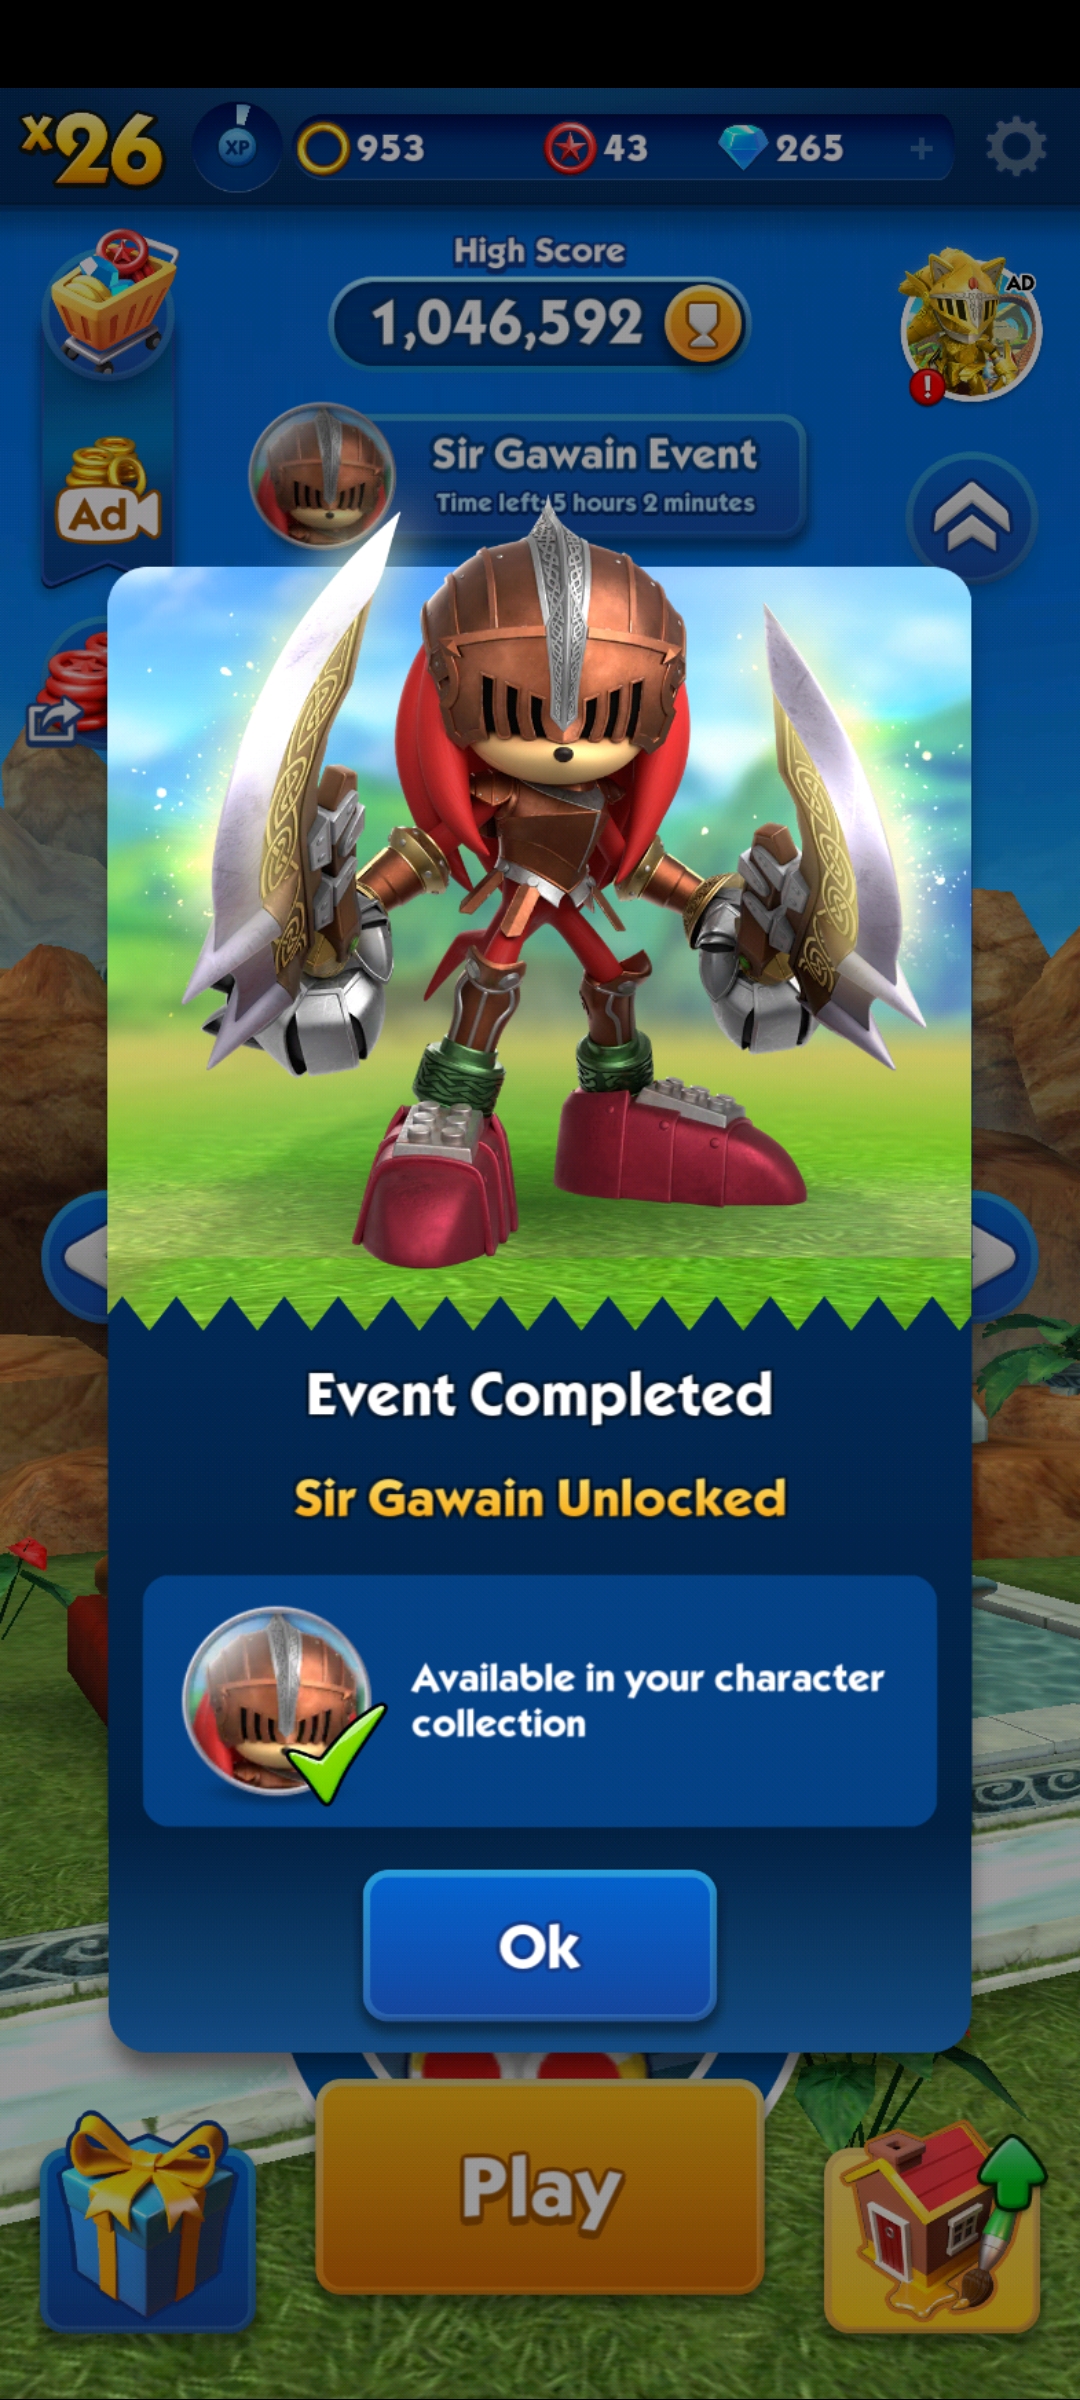 x26
XP
953
43
265
+
High Score
1,046,592
AD
!
Sir Gawain Event
Time left: 5 hours 2 minutes
Ad
Event Completed
Sir Gawain Unlocked
Available in your character
collection
Ok
Play